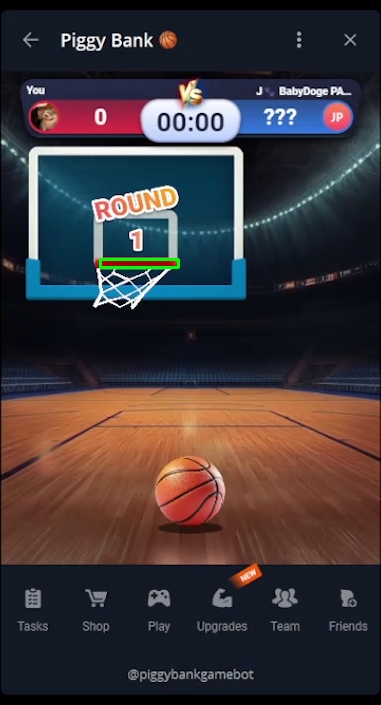 Piggy Bank 🏀
You
VS
J 🐾 BabyDoge PA...
0
00:00
???
JP
ROUND
1
NEW
Tasks
Shop
Play
Upgrades
Team
Friends
@piggybankgamebot